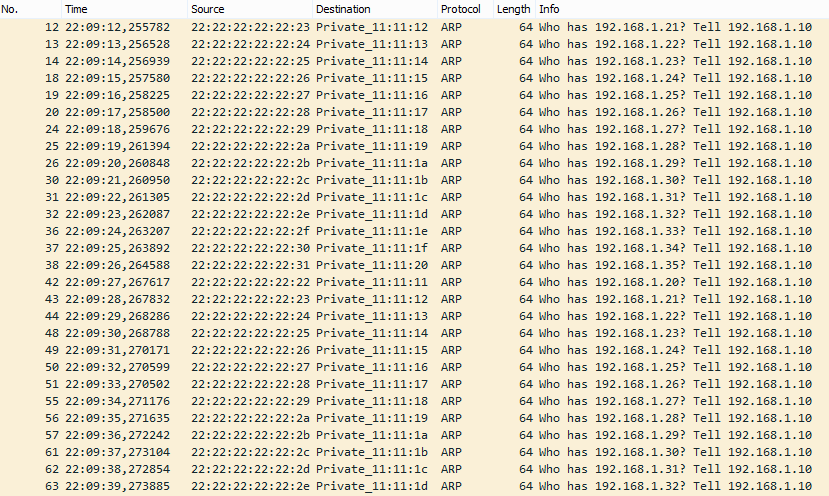 No. Time Source Destination Protocol Length Info
12 22:09:12,255782 22:22:22:22:22:23 Private_11:11:12 ARP 64 Who has 192.168.1.21? Tell 192.168.1.10
13 22:09:13,256528 22:22:22:22:22:24 Private_11:11:13 ARP 64 Who has 192.168.1.22? Tell 192.168.1.10
14 22:09:14,256939 22:22:22:22:22:25 Private_11:11:14 ARP 64 Who has 192.168.1.23? Tell 192.168.1.10
18 22:09:15,257580 22:22:22:22:22:26 Private_11:11:15 ARP 64 Who has 192.168.1.24? Tell 192.168.1.10
19 22:09:16,258225 22:22:22:22:22:27 Private_11:11:16 ARP 64 Who has 192.168.1.25? Tell 192.168.1.10
20 22:09:17,258500 22:22:22:22:22:28 Private_11:11:17 ARP 64 Who has 192.168.1.26? Tell 192.168.1.10
24 22:09:18,259676 22:22:22:22:22:29 Private_11:11:18 ARP 64 Who has 192.168.1.27? Tell 192.168.1.10
25 22:09:19,261394 22:22:22:22:22:2a Private_11:11:19 ARP 64 Who has 192.168.1.28? Tell 192.168.1.10
26 22:09:20,260848 22:22:22:22:22:2b Private_11:11:1a ARP 64 Who has 192.168.1.29? Tell 192.168.1.10
30 22:09:21,260950 22:22:22:22:22:2c Private_11:11:1b ARP 64 Who has 192.168.1.30? Tell 192.168.1.10
31 22:09:22,261305 22:22:22:22:22:2d Private_11:11:1c ARP 64 Who has 192.168.1.31? Tell 192.168.1.10
32 22:09:23,262087 22:22:22:22:22:2e Private_11:11:1d ARP 64 Who has 192.168.1.32? Tell 192.168.1.10
36 22:09:24,263207 22:22:22:22:22:2f Private_11:11:1e ARP 64 Who has 192.168.1.33? Tell 192.168.1.10
37 22:09:25,263892 22:22:22:22:22:30 Private_11:11:1f ARP 64 Who has 192.168.1.34? Tell 192.168.1.10
38 22:09:26,264588 22:22:22:22:22:31 Private_11:11:20 ARP 64 Who has 192.168.1.35? Tell 192.168.1.10
42 22:09:27,267617 22:22:22:22:22:22 Private_11:11:11 ARP 64 Who has 192.168.1.20? Tell 192.168.1.10
43 22:09:28,267832 22:22:22:22:22:23 Private_11:11:12 ARP 64 Who has 192.168.1.21? Tell 192.168.1.10
44 22:09:29,268286 22:22:22:22:22:24 Private_11:11:13 ARP 64 Who has 192.168.1.22? Tell 192.168.1.10
48 22:09:30,268788 22:22:22:22:22:25 Private_11:11:14 ARP 64 Who has 192.168.1.23? Tell 192.168.1.10
49 22:09:31,270171 22:22:22:22:22:26 Private_11:11:15 ARP 64 Who has 192.168.1.24? Tell 192.168.1.10
50 22:09:32,270599 22:22:22:22:22:27 Private_11:11:16 ARP 64 Who has 192.168.1.25? Tell 192.168.1.10
51 22:09:33,270502 22:22:22:22:22:28 Private_11:11:17 ARP 64 Who has 192.168.1.26? Tell 192.168.1.10
55 22:09:34,271176 22:22:22:22:22:29 Private_11:11:18 ARP 64 Who has 192.168.1.27? Tell 192.168.1.10
56 22:09:35,271635 22:22:22:22:22:2a Private_11:11:19 ARP 64 Who has 192.168.1.28? Tell 192.168.1.10
57 22:09:36,272242 22:22:22:22:22:2b Private_11:11:1a ARP 64 Who has 192.168.1.29? Tell 192.168.1.10
61 22:09:37,273104 22:22:22:22:22:2c Private_11:11:1b ARP 64 Who has 192.168.1.30? Tell 192.168.1.10
62 22:09:38,272854 22:22:22:22:22:2d Private_11:11:1c ARP 64 Who has 192.168.1.31? Tell 192.168.1.10
63 22:09:39,273885 22:22:22:22:22:2e Private_11:11:1d ARP 64 Who has 192.168.1.32? Tell 192.168.1.10